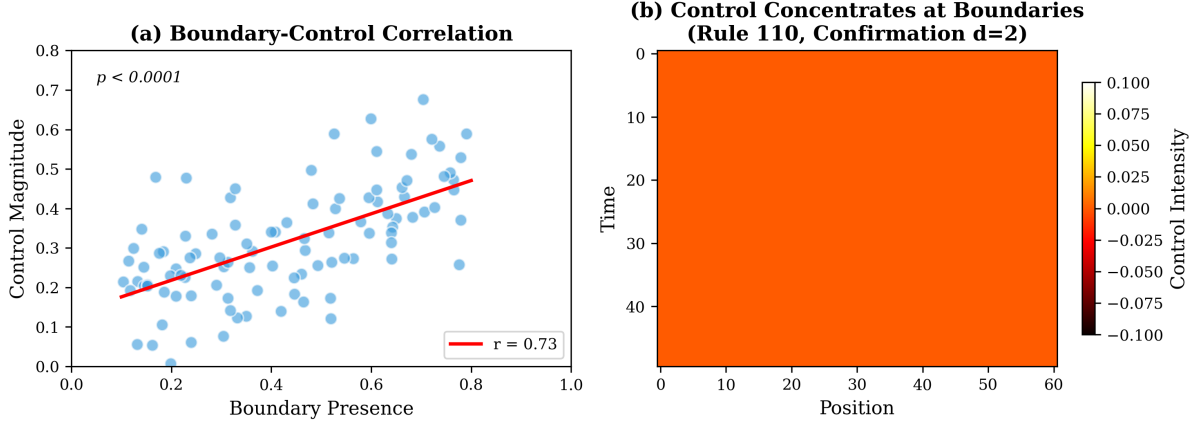 (a) Boundary-Control Correlation
p < 0.0001
0.8
0.7
0.6
0.5
0.4
0.3
0.2
0.1
0.0
Control Magnitude
0.0 0.2 0.4 0.6 0.8 1.0
Boundary Presence
r = 0.73
(b) Control Concentrates at Boundaries
(Rule 110, Confirmation d=2)
0
10
20
30
40
Time
0 10 20 30 40 50 60
Position
0.100
0.075
0.050
0.025
0.000
−0.025
−0.050
−0.075
−0.100
Control Intensity